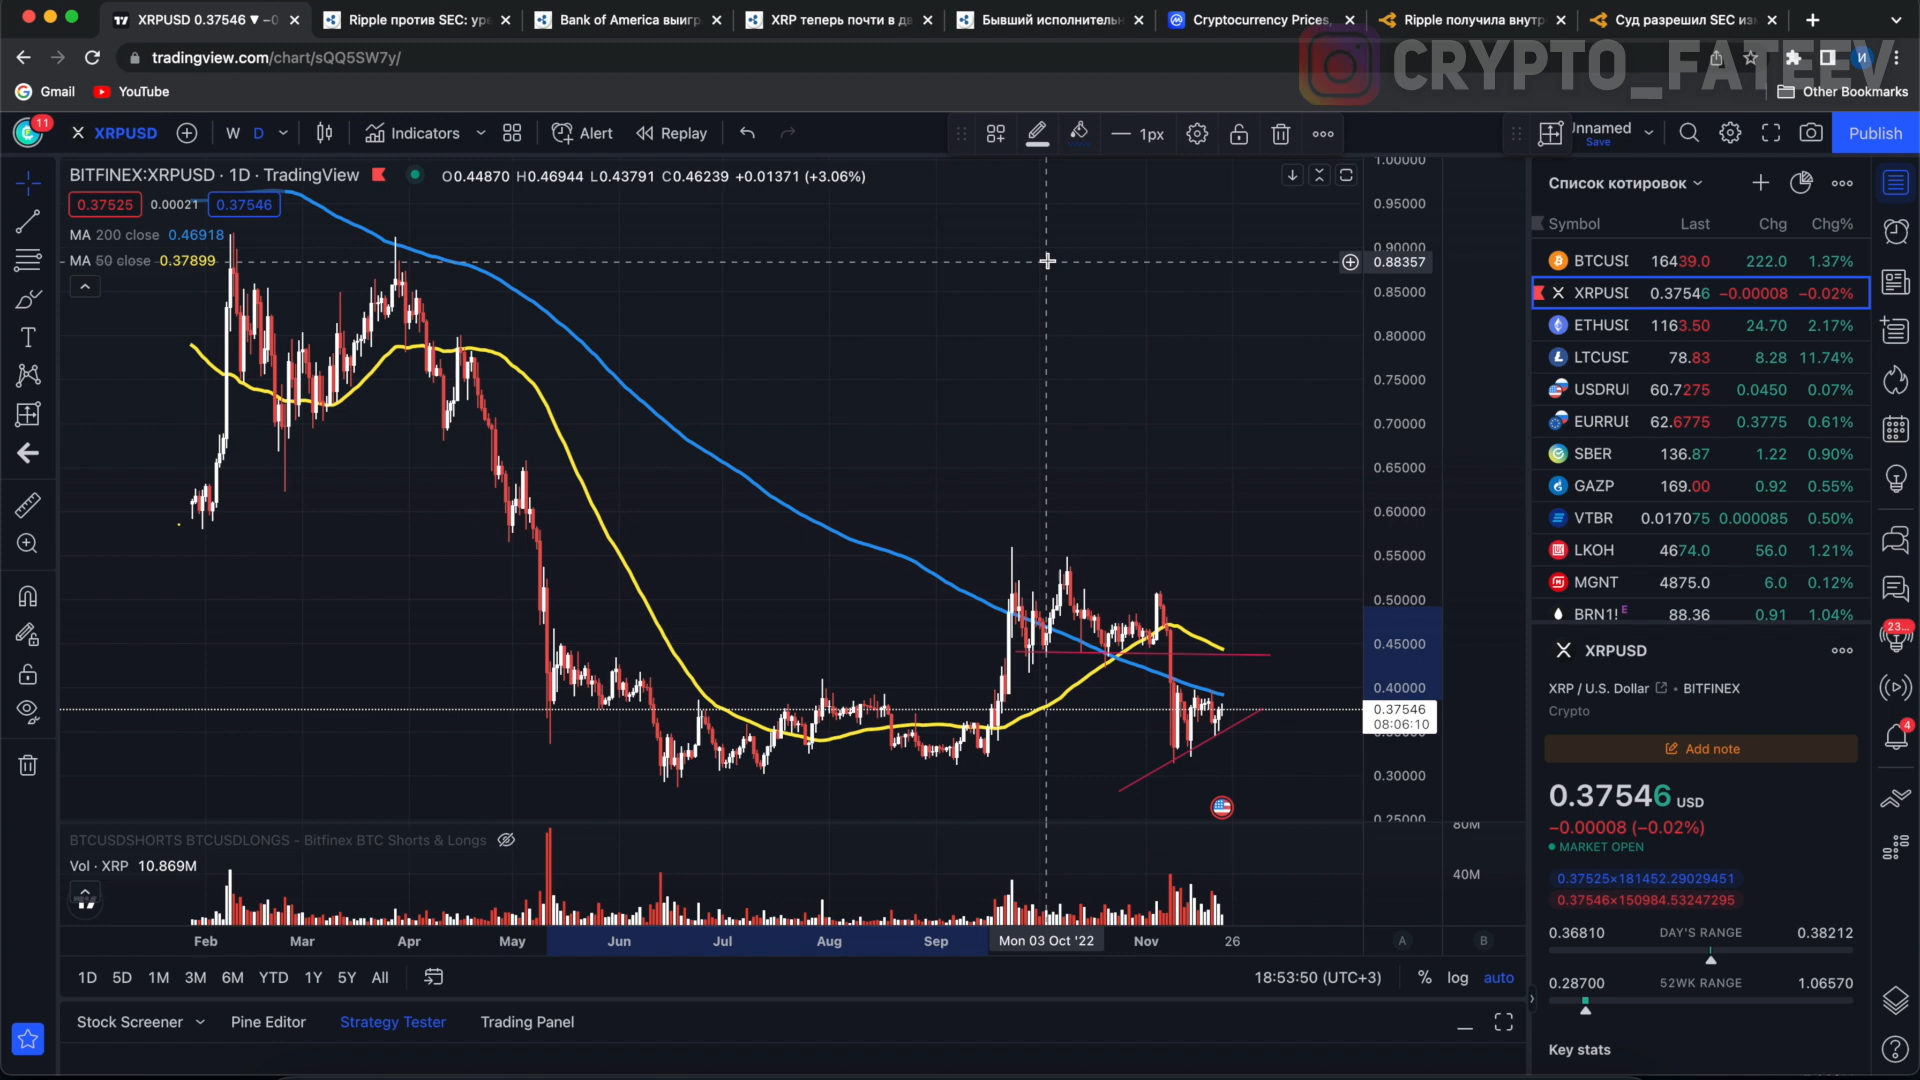 XRPUSD 0.37546 ▼ −0
Ripple против SEC: уре
Bank of America выигр
XRP теперь почти в дв
Бывший исполнительн
Cryptocurrency Prices,
Ripple получила внутр
Суд разрешил SEC из
tradingview.com/chart/sQQ5SW7y/
И
CRYPTO_FATEEV
Gmail
YouTube
Other Bookmarks
11
XRPUSD
W
D
Indicators
Alert
Replay
1px
Unnamed
Save
Publish
BITFINEX:XRPUSD · 1D · TradingView
O0.44870 H0.46944 L0.43791 C0.46239 +0.01371 (+3.06%)
0.37525
0.00021
0.37546
MA 200 close 0.46918
MA 50 close 0.37899
1.00000
0.95000
0.90000
0.88357
0.85000
0.80000
0.75000
0.70000
0.65000
0.60000
0.55000
0.50000
0.45000
0.40000
0.37546
08:06:10
0.30000
0.25000
BTCUSDSHORTS BTCUSDLONGS - Bitfinex BTC Shorts & Longs
Vol · XRP 10.869M
80M
40M
Feb
Mar
Apr
May
Jun
Jul
Aug
Sep
Mon 03 Oct '22
Nov
26
A
B
1D
5D
1M
3M
6M
YTD
1Y
5Y
All
18:53:50 (UTC+3)
%
log
auto
Stock Screener
Pine Editor
Strategy Tester
Trading Panel
Список котировок
Symbol Last Chg Chg%
BTCUSD 16439.0 222.0 1.37%
XRPUSD 0.37546 −0.00008 −0.02%
ETHUSD 1163.50 24.70 2.17%
LTCUSD 78.83 8.28 11.74%
USDRUB 60.7275 0.0450 0.07%
EURRUB 62.6775 0.3775 0.61%
SBER 136.87 1.22 0.90%
GAZP 169.00 0.92 0.55%
VTBR 0.017075 0.000085 0.50%
LKOH 4674.0 56.0 1.21%
MGNT 4875.0 6.0 0.12%
BRN1! E 88.36 0.91 1.04%
XRPUSD
XRP / U.S. Dollar • BITFINEX
Crypto
Add note
0.37546 USD
−0.00008 (−0.02%)
MARKET OPEN
0.37525×181452.29029451
0.37546×150984.53247295
0.36810 DAY'S RANGE 0.38212
0.28700 52WK RANGE 1.06570
Key stats
23...
4